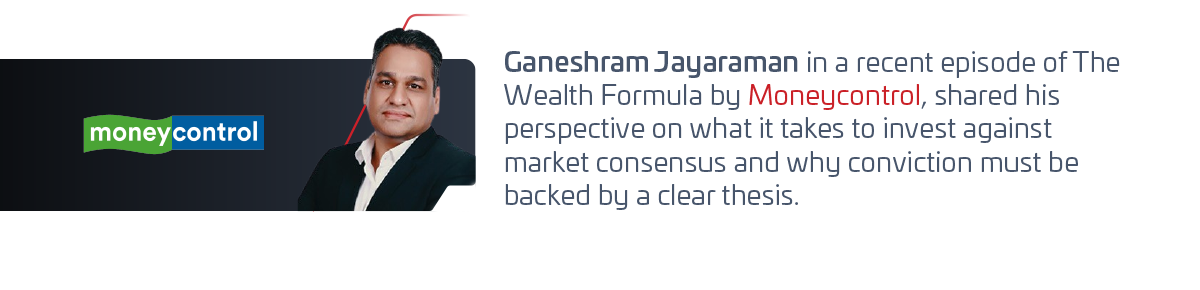 moneycontrol
Ganeshram Jayaraman in a recent episode of The
Wealth Formula by Moneycontrol, shared his
perspective on what it takes to invest against
market consensus and why conviction must be
backed by a clear thesis.